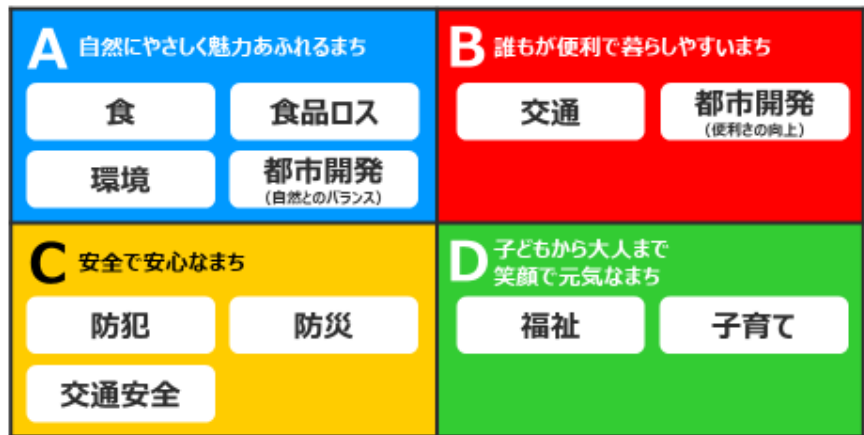 A 自然にやさしく魅力あふれるまち
食
食品ロス
環境
都市開発
(自然とのバランス)
B 誰もが便利で暮らしやすいまち
交通
都市開発
(便利さの向上)
C 安全で安心なまち
防犯
防災
交通安全
D 子どもから大人まで
笑顔で元気なまち
福祉
子育て